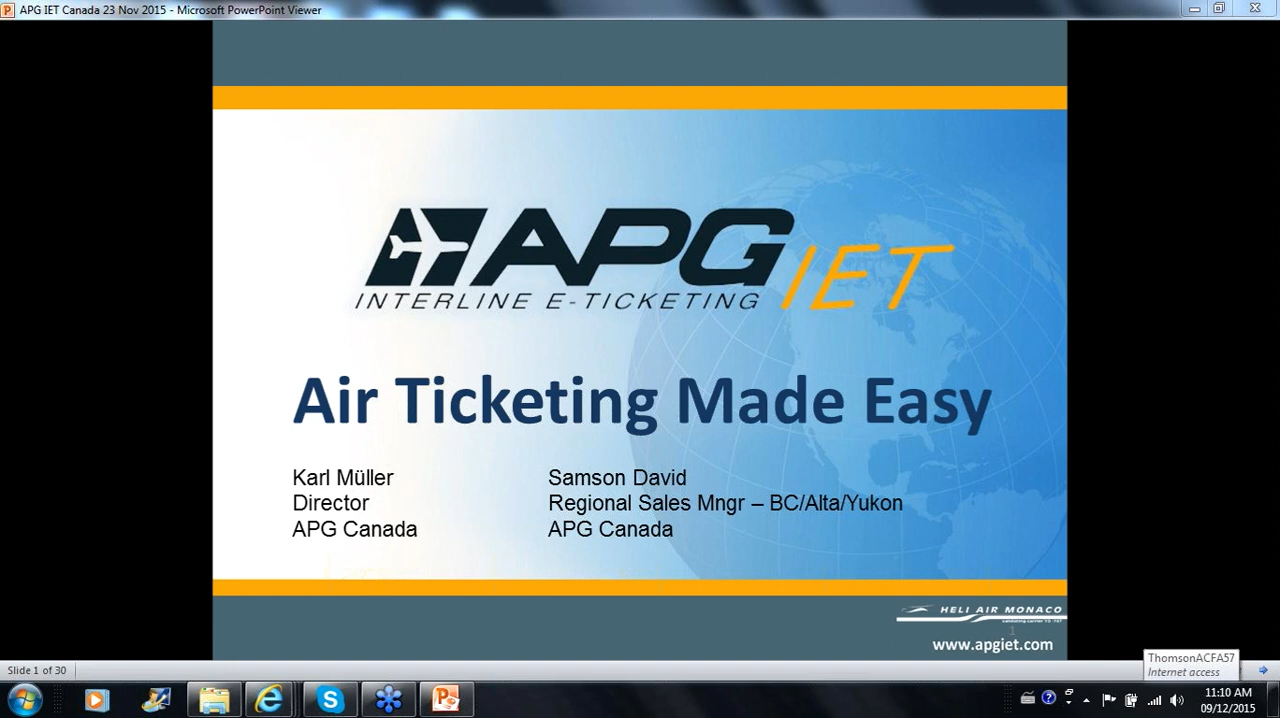 APG IET Canada 23 Nov 2015 - Microsoft PowerPoint Viewer
APG IET
INTERLINE E-TICKETING
Air Ticketing Made Easy
Karl Müller
Director
APG Canada
Samson David
Regional Sales Mngr – BC/Alta/Yukon
APG Canada
HELI AIR MONACO
1
www.apgiet.com
Slide 1 of 30
ThomsonACFA57
Internet access
11:10 AM
09/12/2015